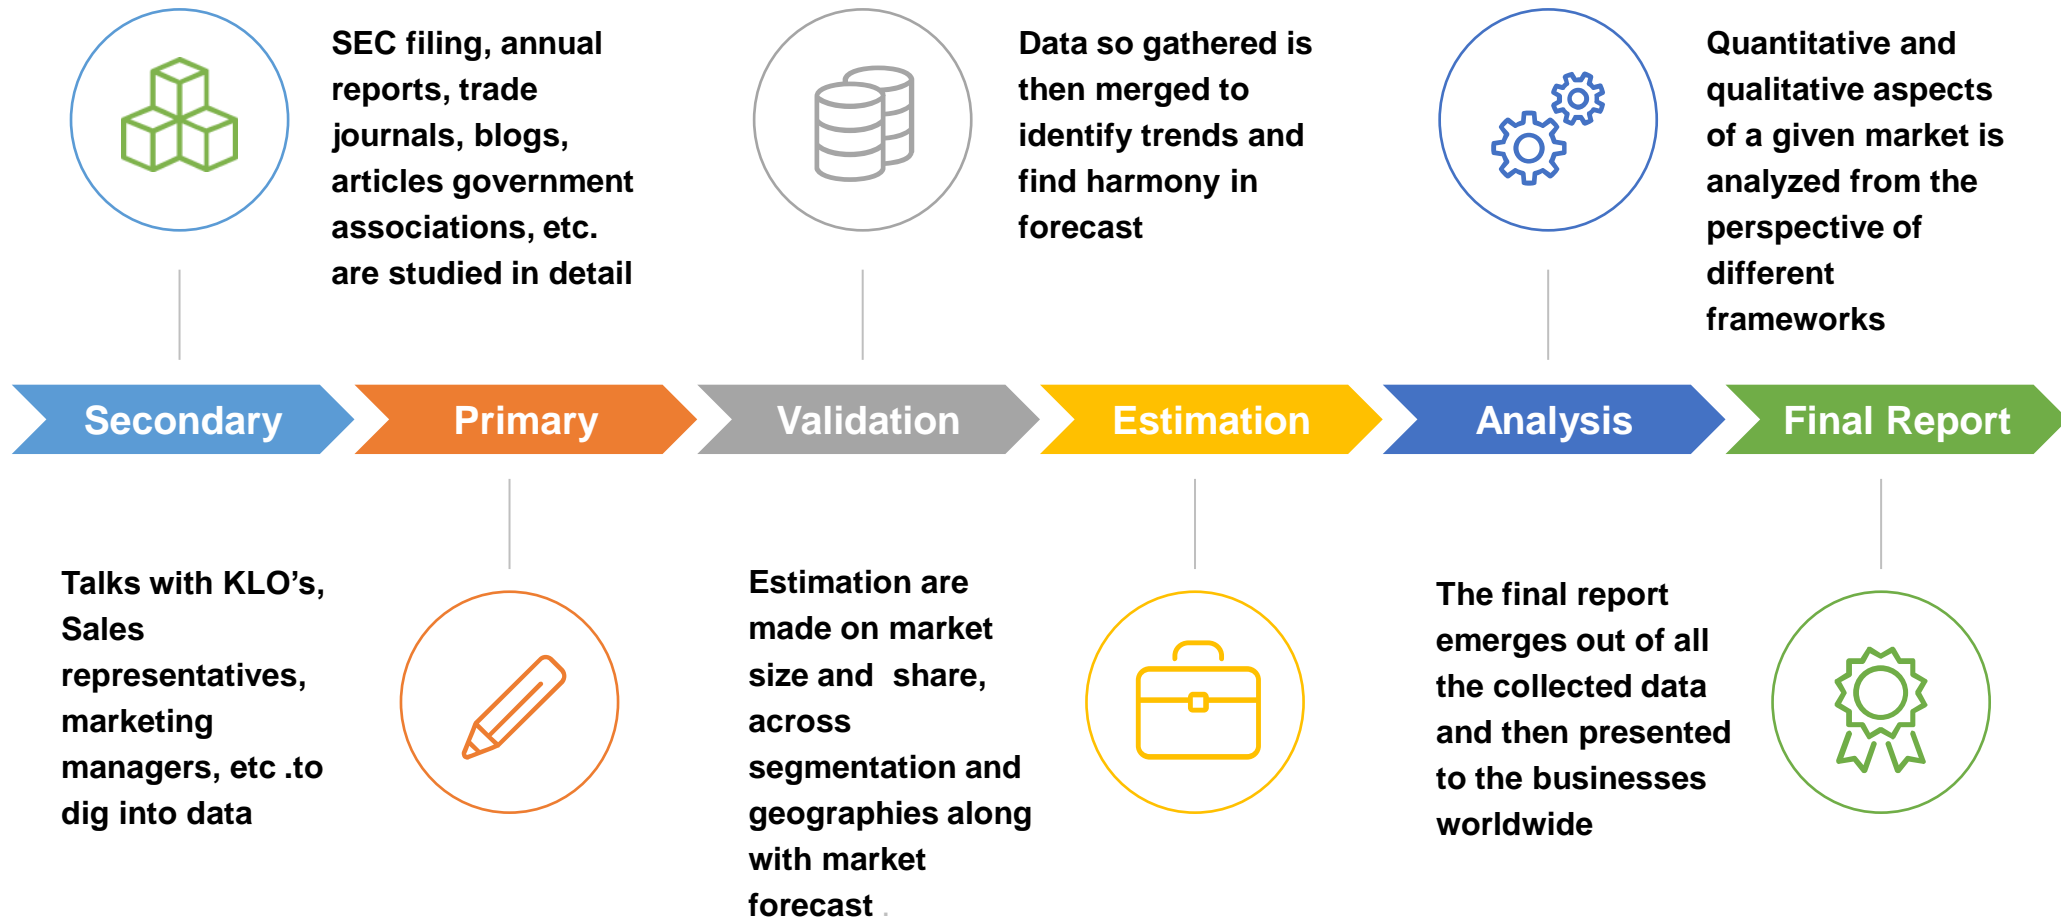 SEC filing, annual
reports, trade
journals, blogs,
articles government
associations, etc.
are studied in detail
Data so gathered is
then merged to
identify trends and
find harmony in
forecast
Quantitative and
qualitative aspects
of a given market is
analyzed from the
perspective of
different
frameworks
Secondary
Primary
Validation
Estimation
Analysis
Final Report
Talks with KLO’s,
Sales
representatives,
marketing
managers, etc .to
dig into data
Estimation are
made on market
size and  share,
across
segmentation and
geographies along
with market
forecast .
The final report
emerges out of all
the collected data
and then presented
to the businesses
worldwide